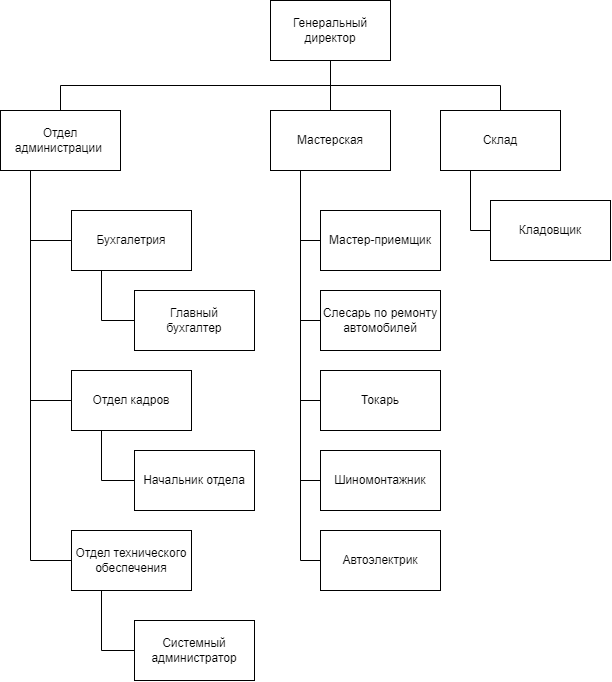 Генеральный
директор
Отдел
администрации
Мастерская
Склад
Бухгалетрия
Мастер-приемщик
Кладовщик
Главный
бухгалтер
Слесарь по ремонту
автомобилей
Отдел кадров
Токарь
Начальник отдела
Шиномонтажник
Отдел технического
обеспечения
Автоэлектрик
Системный
администратор